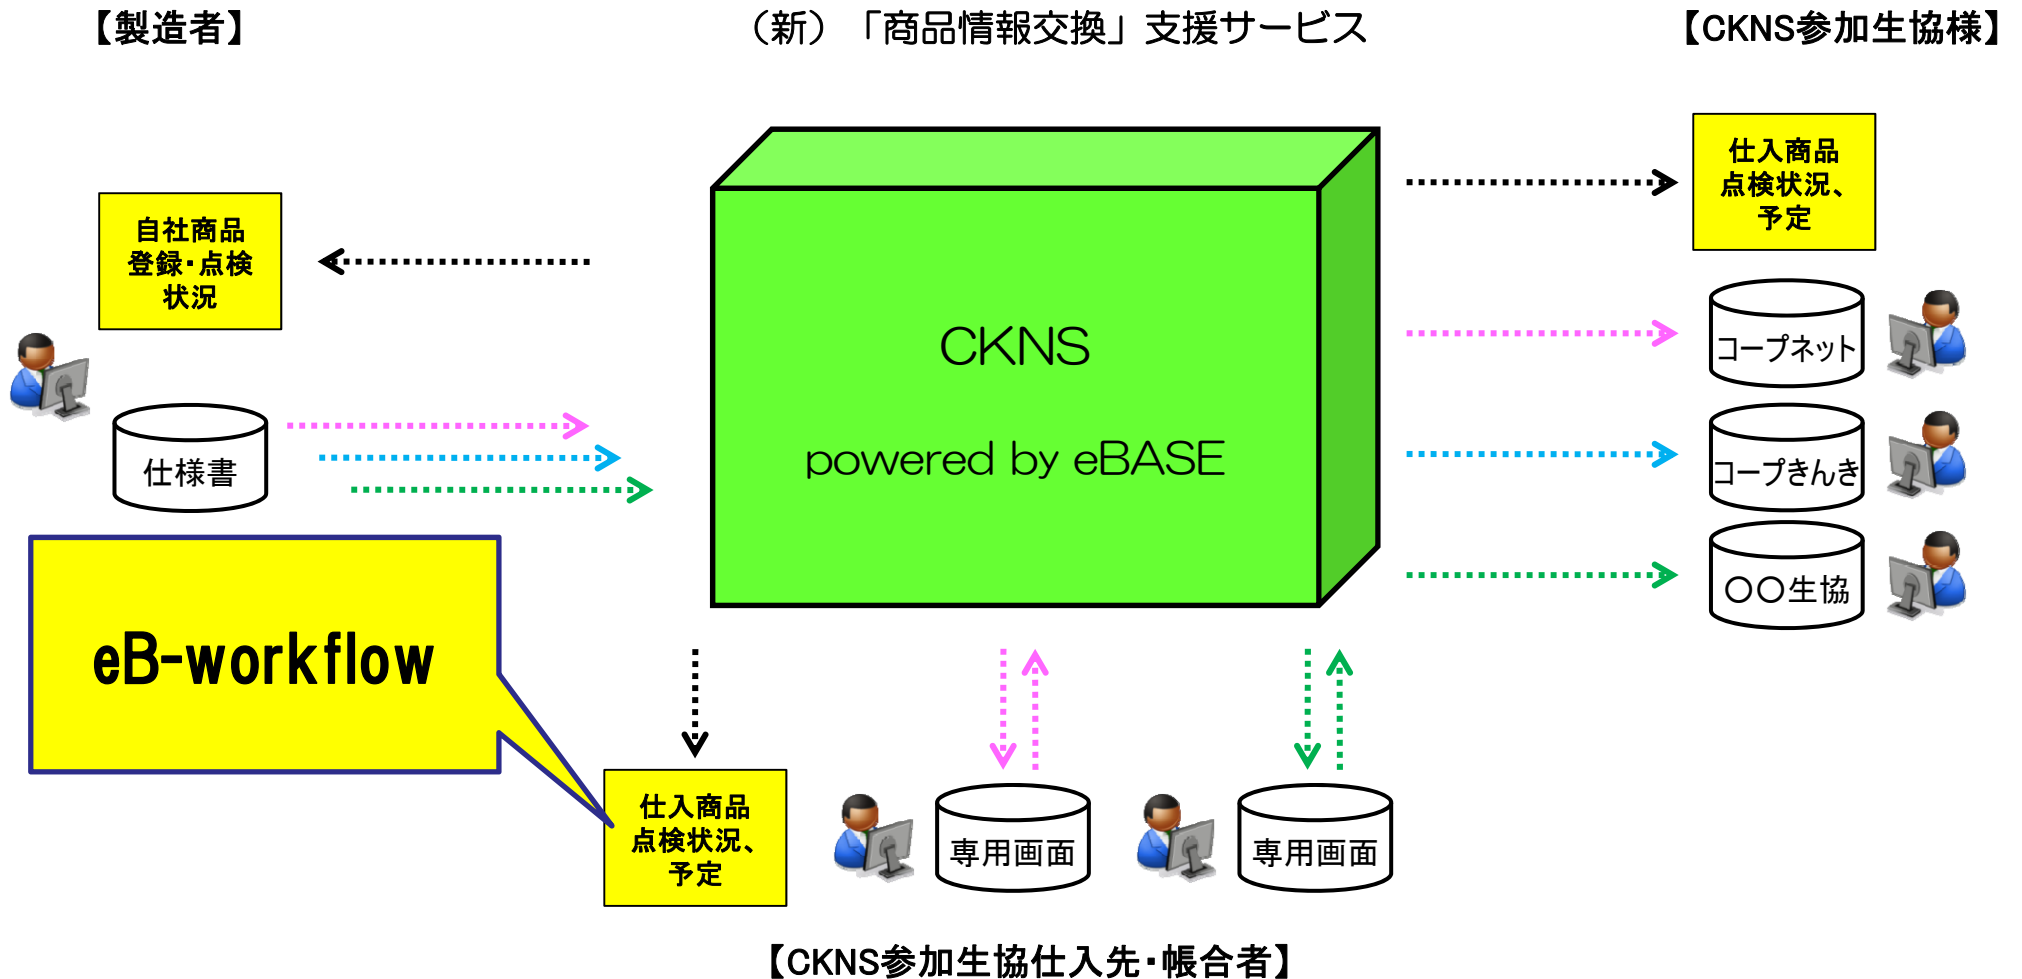 【製造者】
（新）「商品情報交換」支援サービス
【CKNS参加生協様】
自社商品
登録・点検
状況
仕様書
CKNS
powered by eBASE
仕入商品
点検状況、
予定
コープネット
コープきんき
〇〇生協
eB-workflow
仕入商品
点検状況、
予定
専用画面
専用画面
【CKNS参加生協仕入先・帳合者】